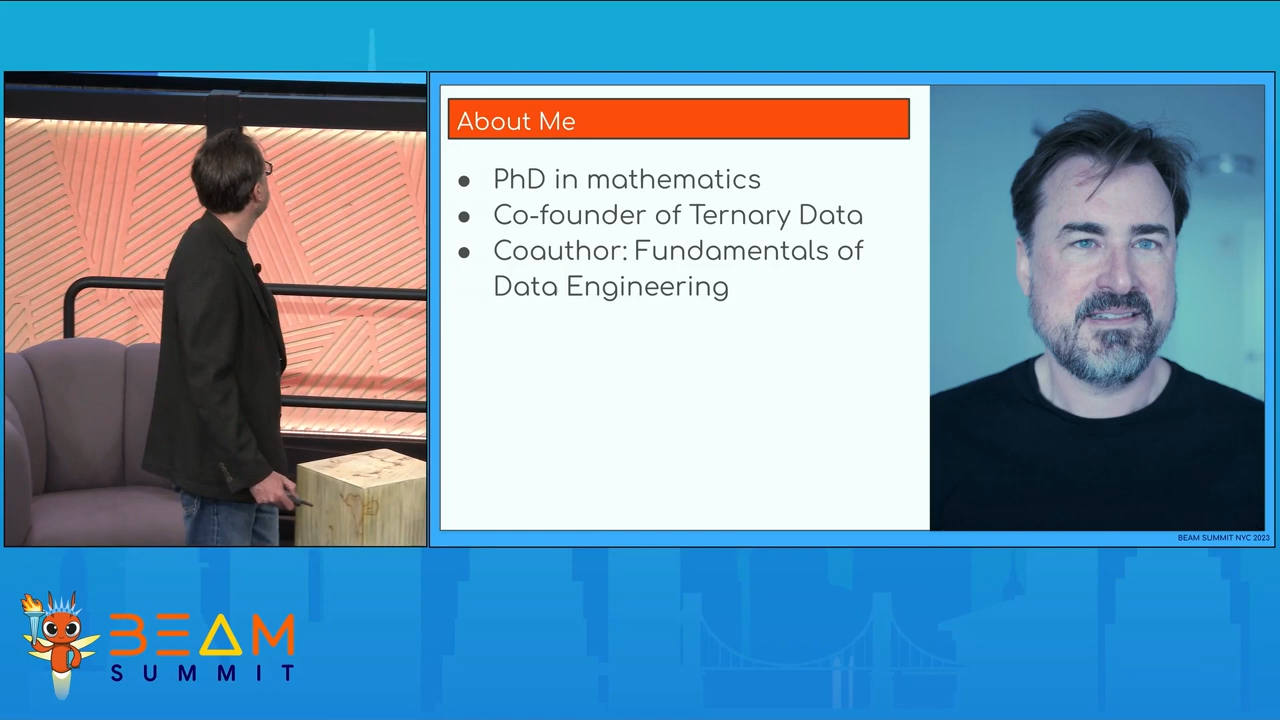 About Me
● PhD in mathematics
● Co-founder of Ternary Data
● Coauthor: Fundamentals of
Data Engineering
BEAM SUMMIT NYC 2023
BEAM
SUMMIT